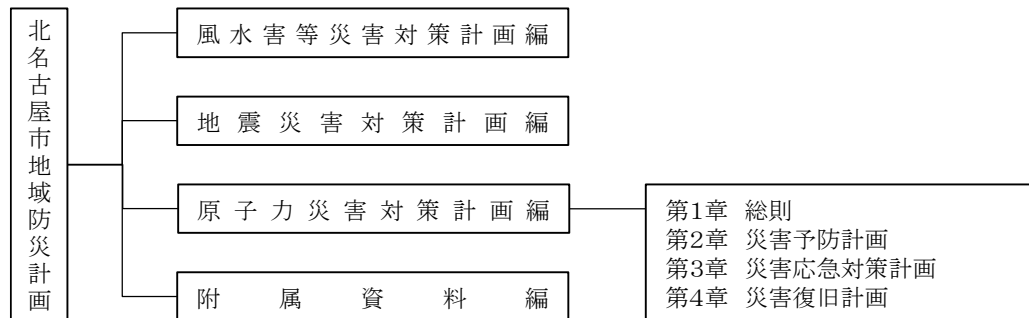 北名古屋市地域防災計画
風水害等災害対策計画編
地震災害対策計画編
原子力災害対策計画編
附属資料編
第1章 総則
第2章 災害予防計画
第3章 災害応急対策計画
第4章 災害復旧計画